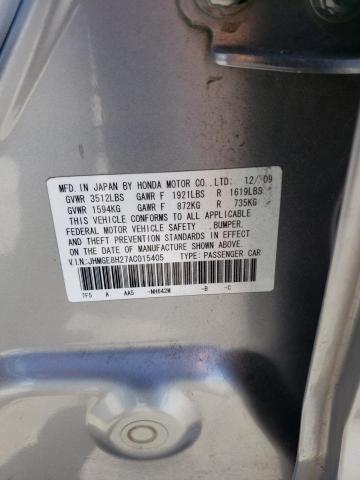 MFD. IN JAPAN BY HONDA MOTOR CO., LTD. 12/'09
GVWR 3512LBS GAWR F 1921LBS R 1619LBS
GVWR 1594KG GAWR F 872KG R 735KG
THIS VEHICLE CONFORMS TO ALL APPLICABLE
FEDERAL MOTOR VEHICLE SAFETY, BUMPER,
AND THEFT PREVENTION STANDARDS IN EFFECT
ON THE DATE OF MANUFACTURE SHOWN ABOVE.
V.I.N.:JHMGE8H27AC015405 TYPE: PASSENGER CAR
TF5 A AA5 -NH642M -B -C